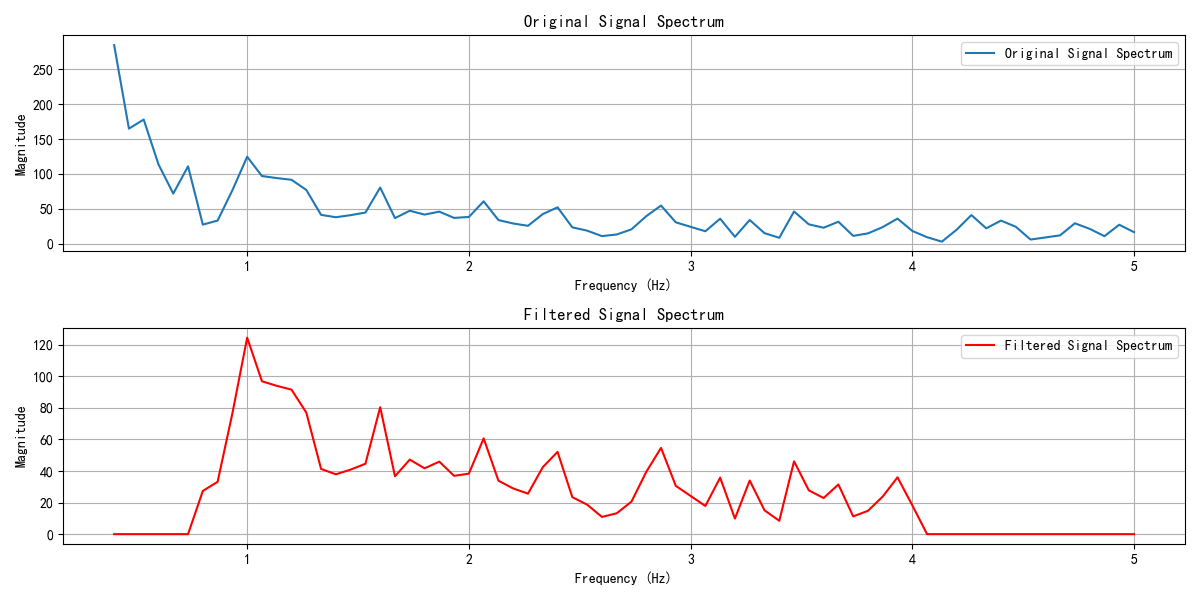 Original Signal Spectrum
Original Signal Spectrum
Magnitude
250
200
150
100
50
0
1
2
3
4
5
Frequency (Hz)
Filtered Signal Spectrum
Filtered Signal Spectrum
Magnitude
120
100
80
60
40
20
0
1
2
3
4
5
Frequency (Hz)